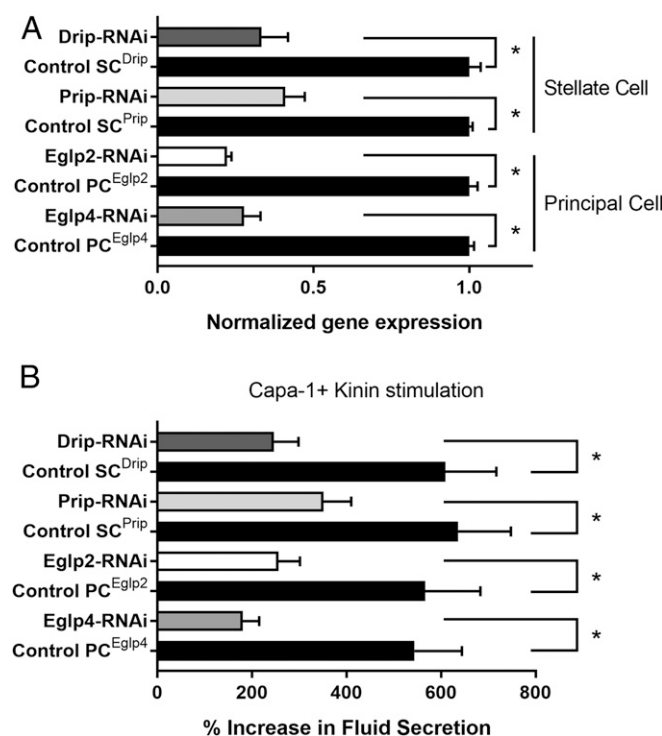 A
Drip-RNAi
Control SC^Drip
Prip-RNAi
Control SC^Prip
Eglp2-RNAi
Control PC^Eglp2
Eglp4-RNAi
Control PC^Eglp4
*
*
*
*
Stellate Cell
Principal Cell
0.0 0.5 1.0
Normalized gene expression
B
Capa-1+ Kinin stimulation
Drip-RNAi
Control SC^Drip
Prip-RNAi
Control SC^Prip
Eglp2-RNAi
Control PC^Eglp2
Eglp4-RNAi
Control PC^Eglp4
*
*
*
*
0 200 400 600 800
% Increase in Fluid Secretion